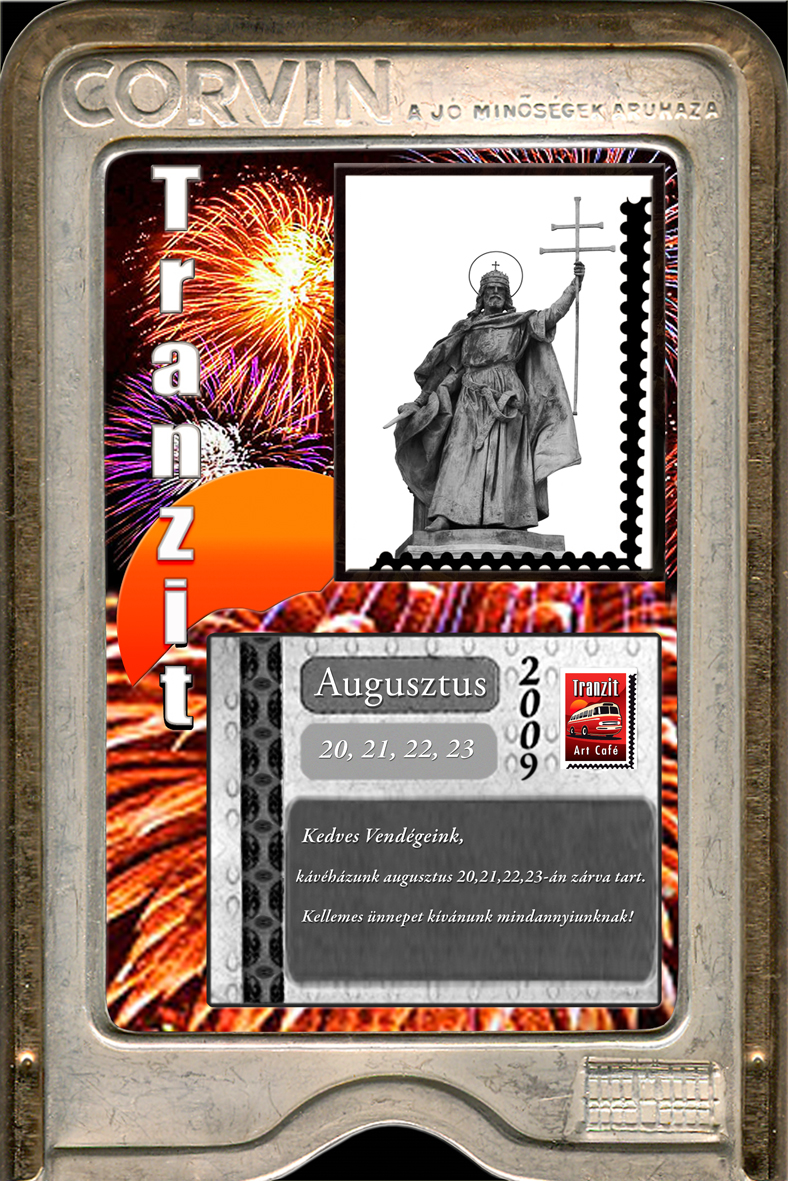 CORVIN A JÓ MINŐSÉGEK ÁRUHÁZA
Tranzit
Augusztus
20, 21, 22, 23
2009
Tranzit
Art Café
Kedves Vendégeink,
kávéházunk augusztus 20,21,22,23-án zárva tart.
Kellemes ünnepet kívánunk mindannyiunknak!